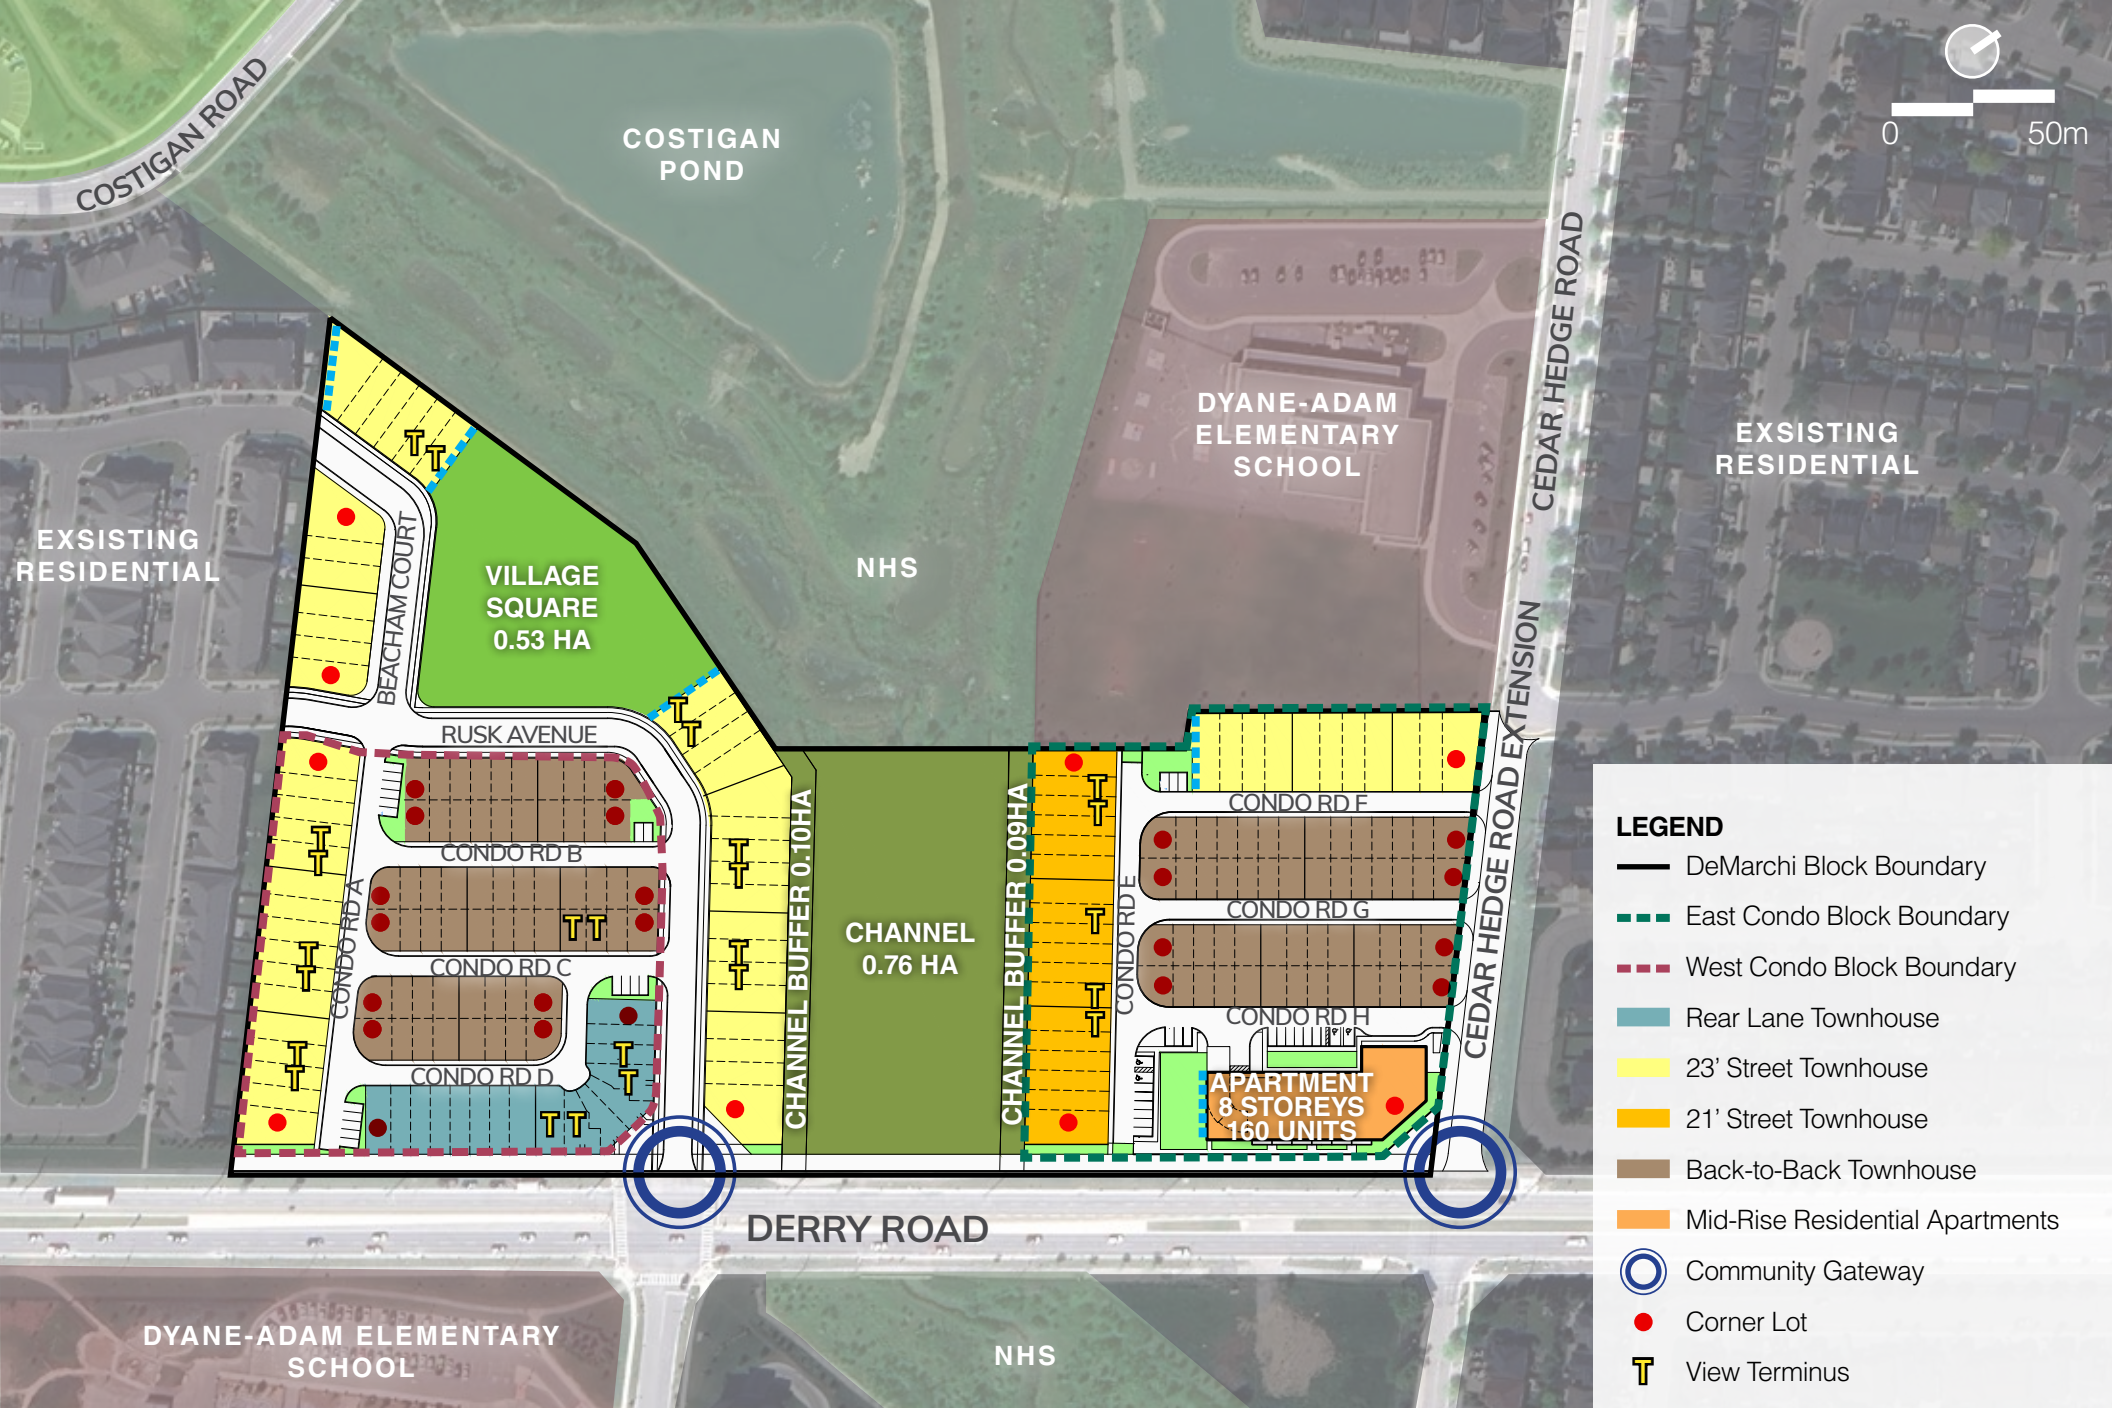 COSTIGAN ROAD
COSTIGAN
POND
0 50m
CEDAR HEDGE ROAD
DYANE-ADAM
ELEMENTARY
SCHOOL
EXSISTING
RESIDENTIAL
EXSISTING
RESIDENTIAL
NHS
VILLAGE
SQUARE
0.53 HA
BEACHAM COURT
RUSK AVENUE
CONDO RD A
CONDO RD B
CONDO RD C
CONDO RD D
CHANNEL BUFFER 0.10HA
CHANNEL
0.76 HA
CHANNEL BUFFER 0.09HA
CONDO RD E
CONDO RD F
CONDO RD G
CONDO RD H
CEDAR HEDGE ROAD EXTENSION
APARTMENT
8 STOREYS
160 UNITS
T T
T T
T T
T T
T T
T T
T T
T T
T T
T T
T T
T
T T
DERRY ROAD
DYANE-ADAM ELEMENTARY
SCHOOL
NHS
LEGEND
DeMarchi Block Boundary
East Condo Block Boundary
West Condo Block Boundary
Rear Lane Townhouse
23’ Street Townhouse
21’ Street Townhouse
Back-to-Back Townhouse
Mid-Rise Residential Apartments
Community Gateway
Corner Lot
T View Terminus